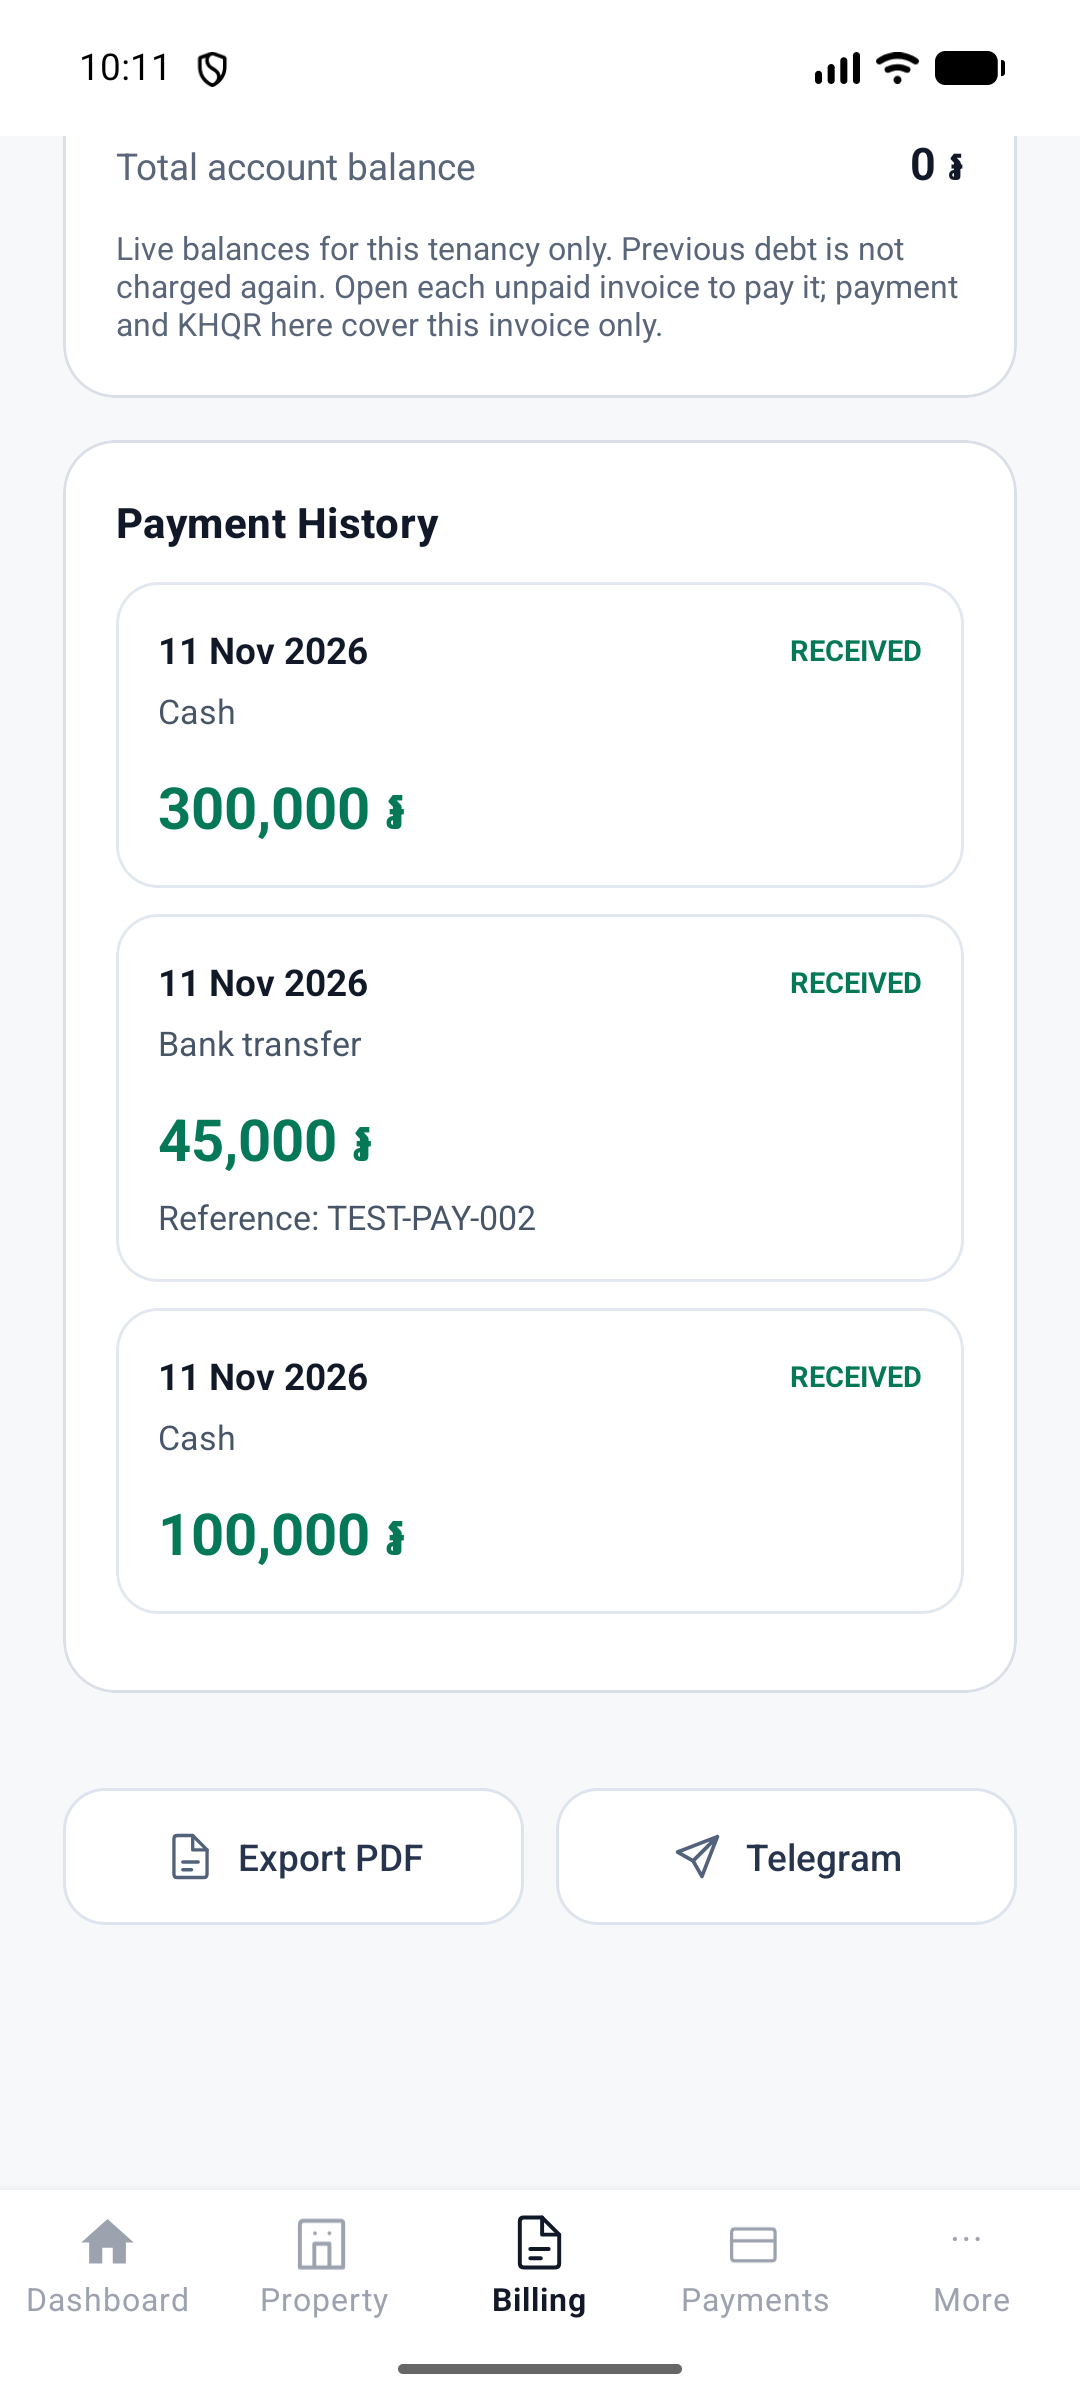 10:11
Total account balance
0 ៛
Live balances for this tenancy only. Previous debt is not
charged again. Open each unpaid invoice to pay it; payment
and KHQR here cover this invoice only.
Payment History
11 Nov 2026
RECEIVED
Cash
300,000 ៛
11 Nov 2026
RECEIVED
Bank transfer
45,000 ៛
Reference: TEST-PAY-002
11 Nov 2026
RECEIVED
Cash
100,000 ៛
Export PDF
Telegram
Dashboard
Property
Billing
Payments
More